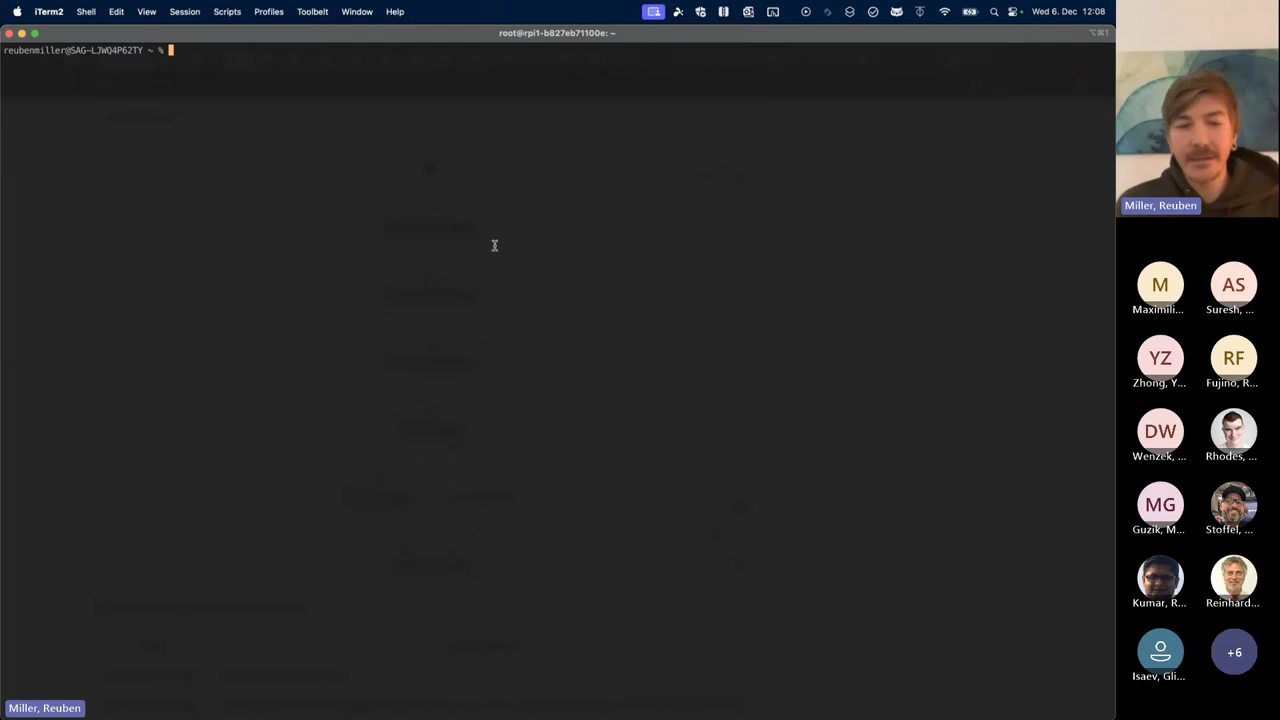 iTerm2 Shell Edit View Session Scripts Profiles Toolbelt Window Help Wed 6. Dec 12:08
root@rpi1-b827eb71100e: ~
⌥⌘1
reubenmiller@SAG-LJWQ4P62TY ~ %
Miller, Reuben
M AS
Maximili... Suresh, ...
YZ RF
Zhong, Y... Fujino, R...
DW
Wenzek, ... Rhodes, ...
MG
Guzik, M... Stoffel, ...
Kumar, R... Reinhard...
+6
Isaev, Gli...
Miller, Reuben